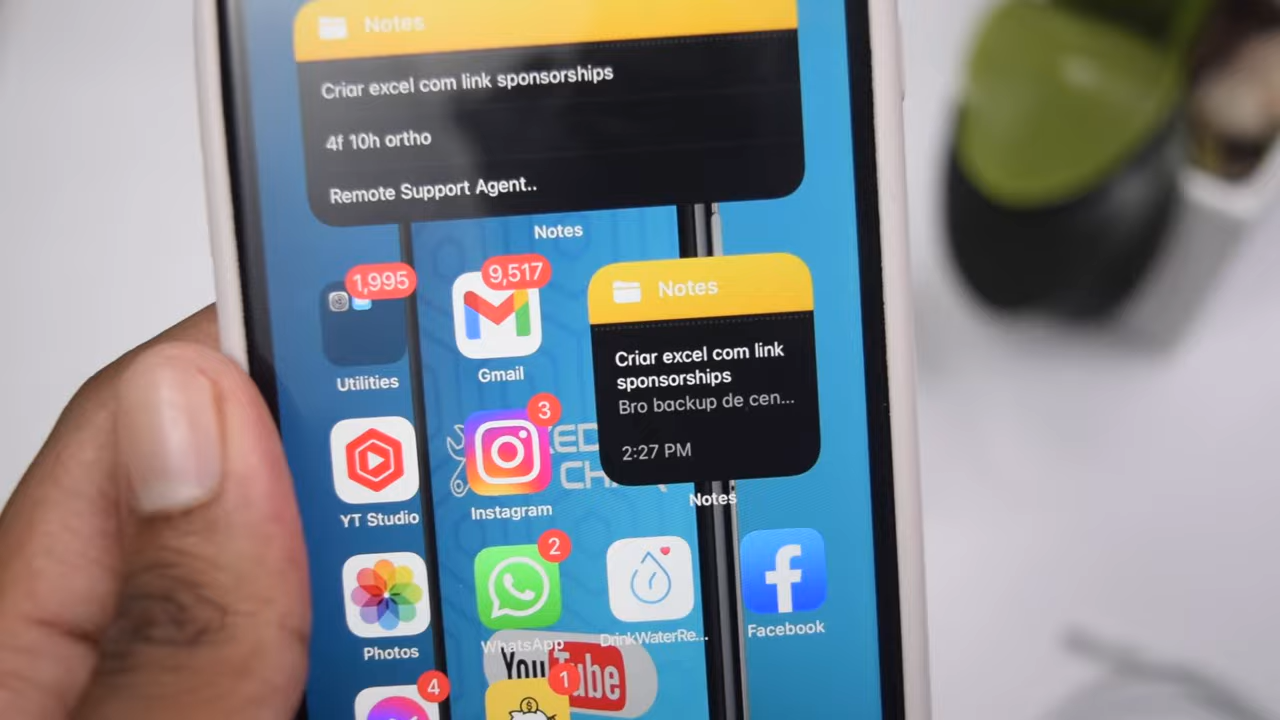 Notes
Criar excel com link sponsorships
4f 10h ortho
Remote Support Agent..
Notes
1,995
9,517
Notes
Utilities
Gmail
Criar excel com link
sponsorships
Bro backup de cen...
2:27 PM
3
YT Studio
Instagram
Notes
2
Photos
WhatsApp
DrinkWaterRe...
Facebook
YouTube
4
1